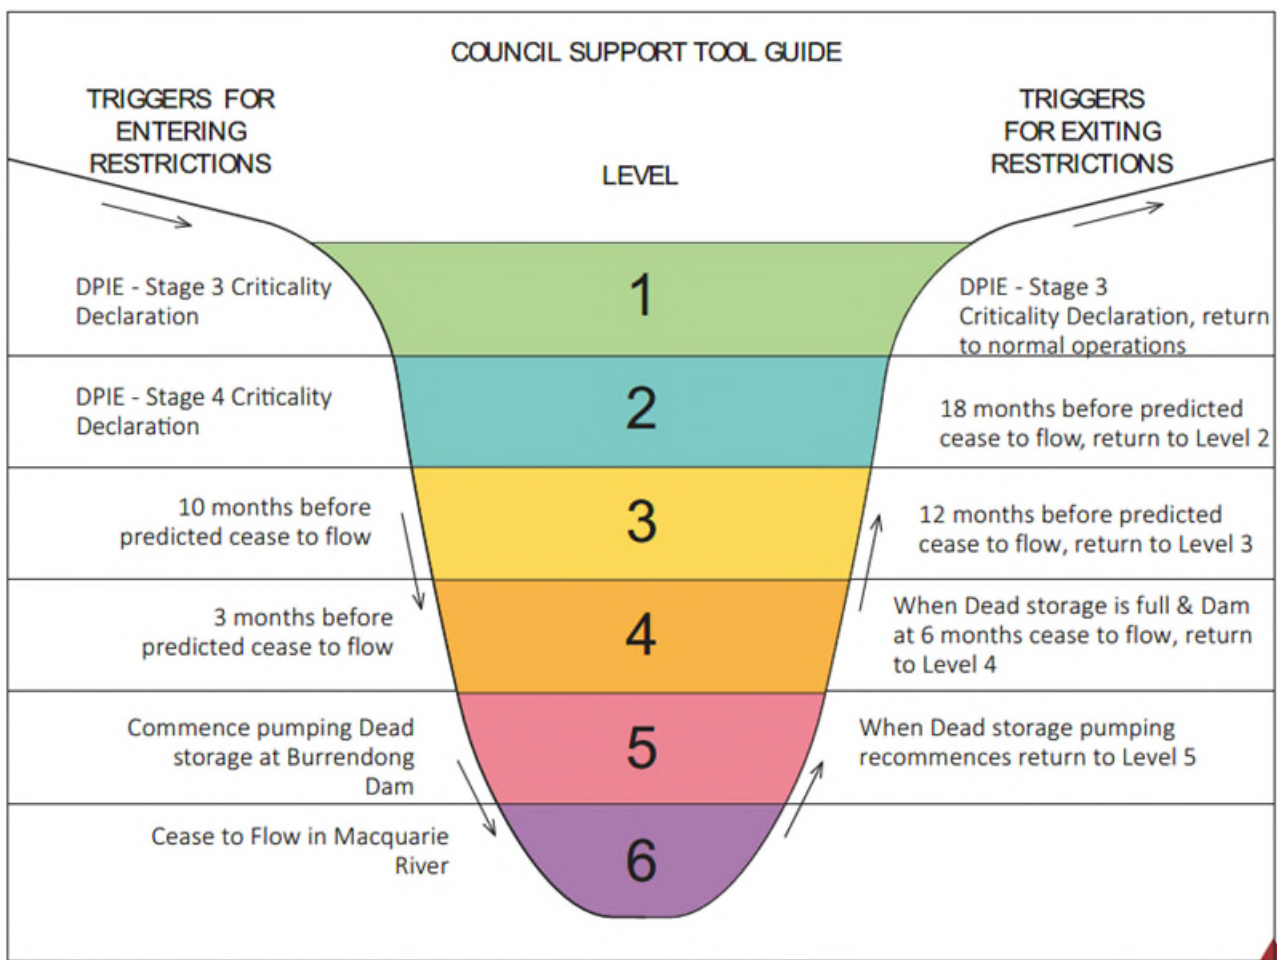 COUNCIL SUPPORT TOOL GUIDE
TRIGGERS FOR
ENTERING
RESTRICTIONS
LEVEL
TRIGGERS
FOR EXITING
RESTRICTIONS
DPIE - Stage 3 Criticality
Declaration
1
DPIE - Stage 3
Criticality Declaration, return
to normal operations
DPIE - Stage 4 Criticality
Declaration
2
18 months before predicted
cease to flow, return to Level 2
10 months before
predicted cease to flow
3
12 months before predicted
cease to flow, return to Level 3
3 months before
predicted cease to flow
4
When Dead storage is full & Dam
at 6 months cease to flow, return
to Level 4
Commence pumping Dead
storage at Burrendong
Dam
5
When Dead storage pumping
recommences return to Level 5
Cease to Flow in Macquarie
River
6